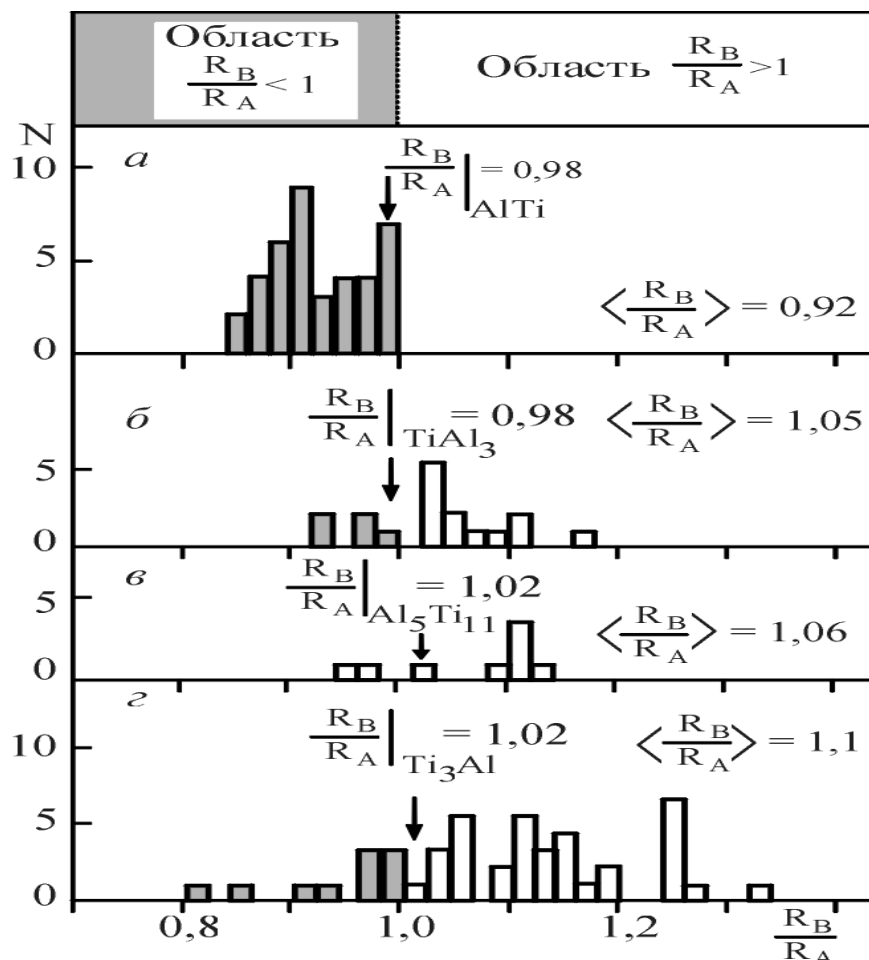 Область R_B/R_A < 1
Область R_B/R_A >1
N
а
10
5
0
R_B/R_A | AlTi = 0,98
⟨R_B/R_A⟩ = 0,92
б
5
0
R_B/R_A | TiAl₃ = 0,98
⟨R_B/R_A⟩ = 1,05
в
5
0
R_B/R_A | Al₅Ti₁₁ = 1,02
⟨R_B/R_A⟩ = 1,06
г
10
5
0
R_B/R_A | Ti₃Al = 1,02
⟨R_B/R_A⟩ = 1,1
0,8 1,0 1,2 R_B/R_A